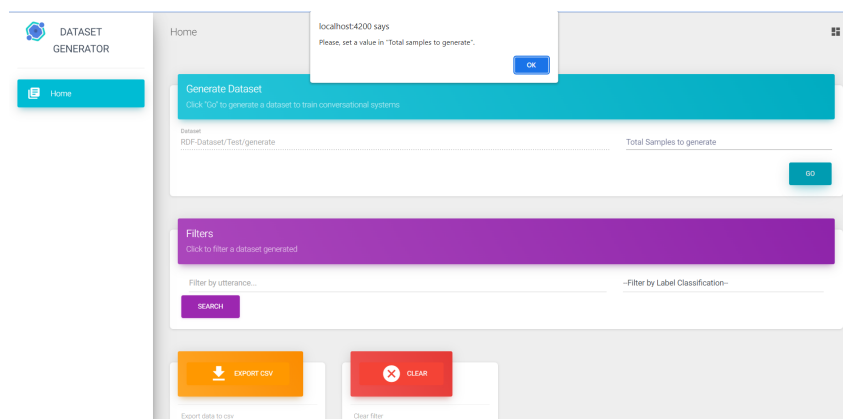 DATASET
GENERATOR
Home
localhost:4200 says
Please, set a value in "Total samples to generate".
OK
Home
Generate Dataset
Click "Go" to generate a dataset to train conversational systems
Dataset
RDF-Dataset/Test/generate
Total Samples to generate
GO
Filters
Click to filter a dataset generated
Filter by utterance...
--Filter by Label Classification--
SEARCH
EXPORT CSV
CLEAR
Export data to csv
Clear filter